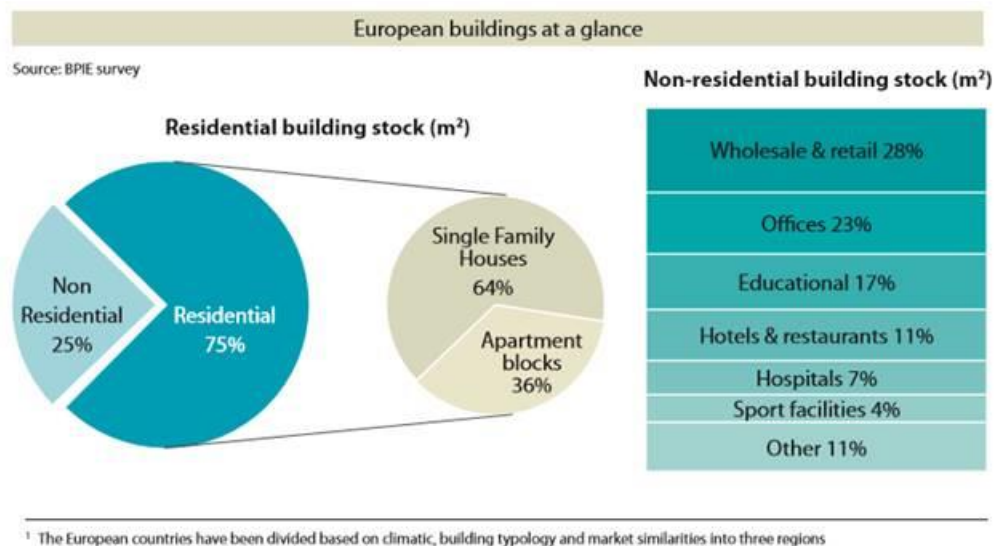 European buildings at a glance
Source: BPIE survey
Residential building stock (m²)
Non
Residential
25%
Residential
75%
Single Family
Houses
64%
Apartment
blocks
36%
Non-residential building stock (m²)
Wholesale & retail 28%
Offices 23%
Educational 17%
Hotels & restaurants 11%
Hospitals 7%
Sport facilities 4%
Other 11%
¹ The European countries have been divided based on climatic, building typology and market similarities into three regions